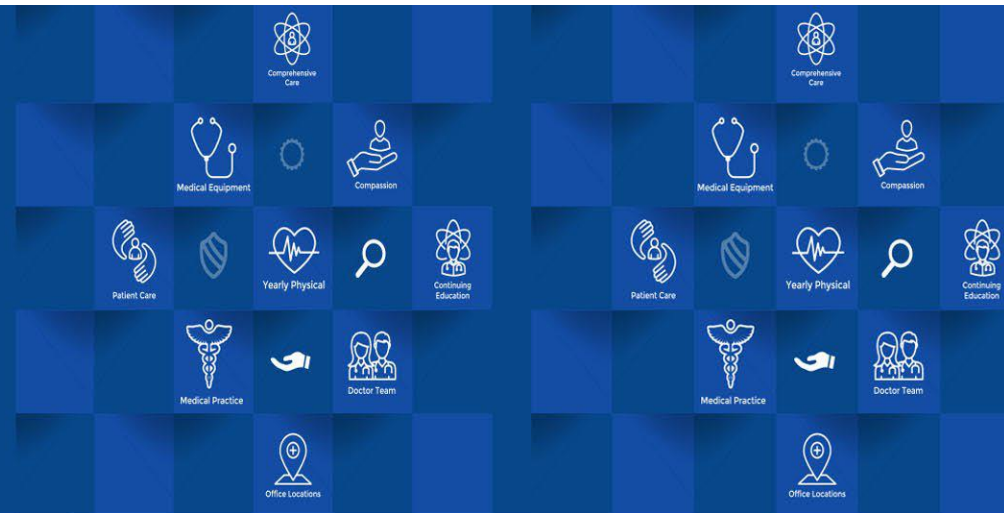 Comprehensive
Care
Medical Equipment
Compassion
Patient Care
Yearly Physical
Continuing
Education
Medical Practice
Doctor Team
Office Locations
Comprehensive
Care
Medical Equipment
Compassion
Patient Care
Yearly Physical
Continuing
Education
Medical Practice
Doctor Team
Office Locations